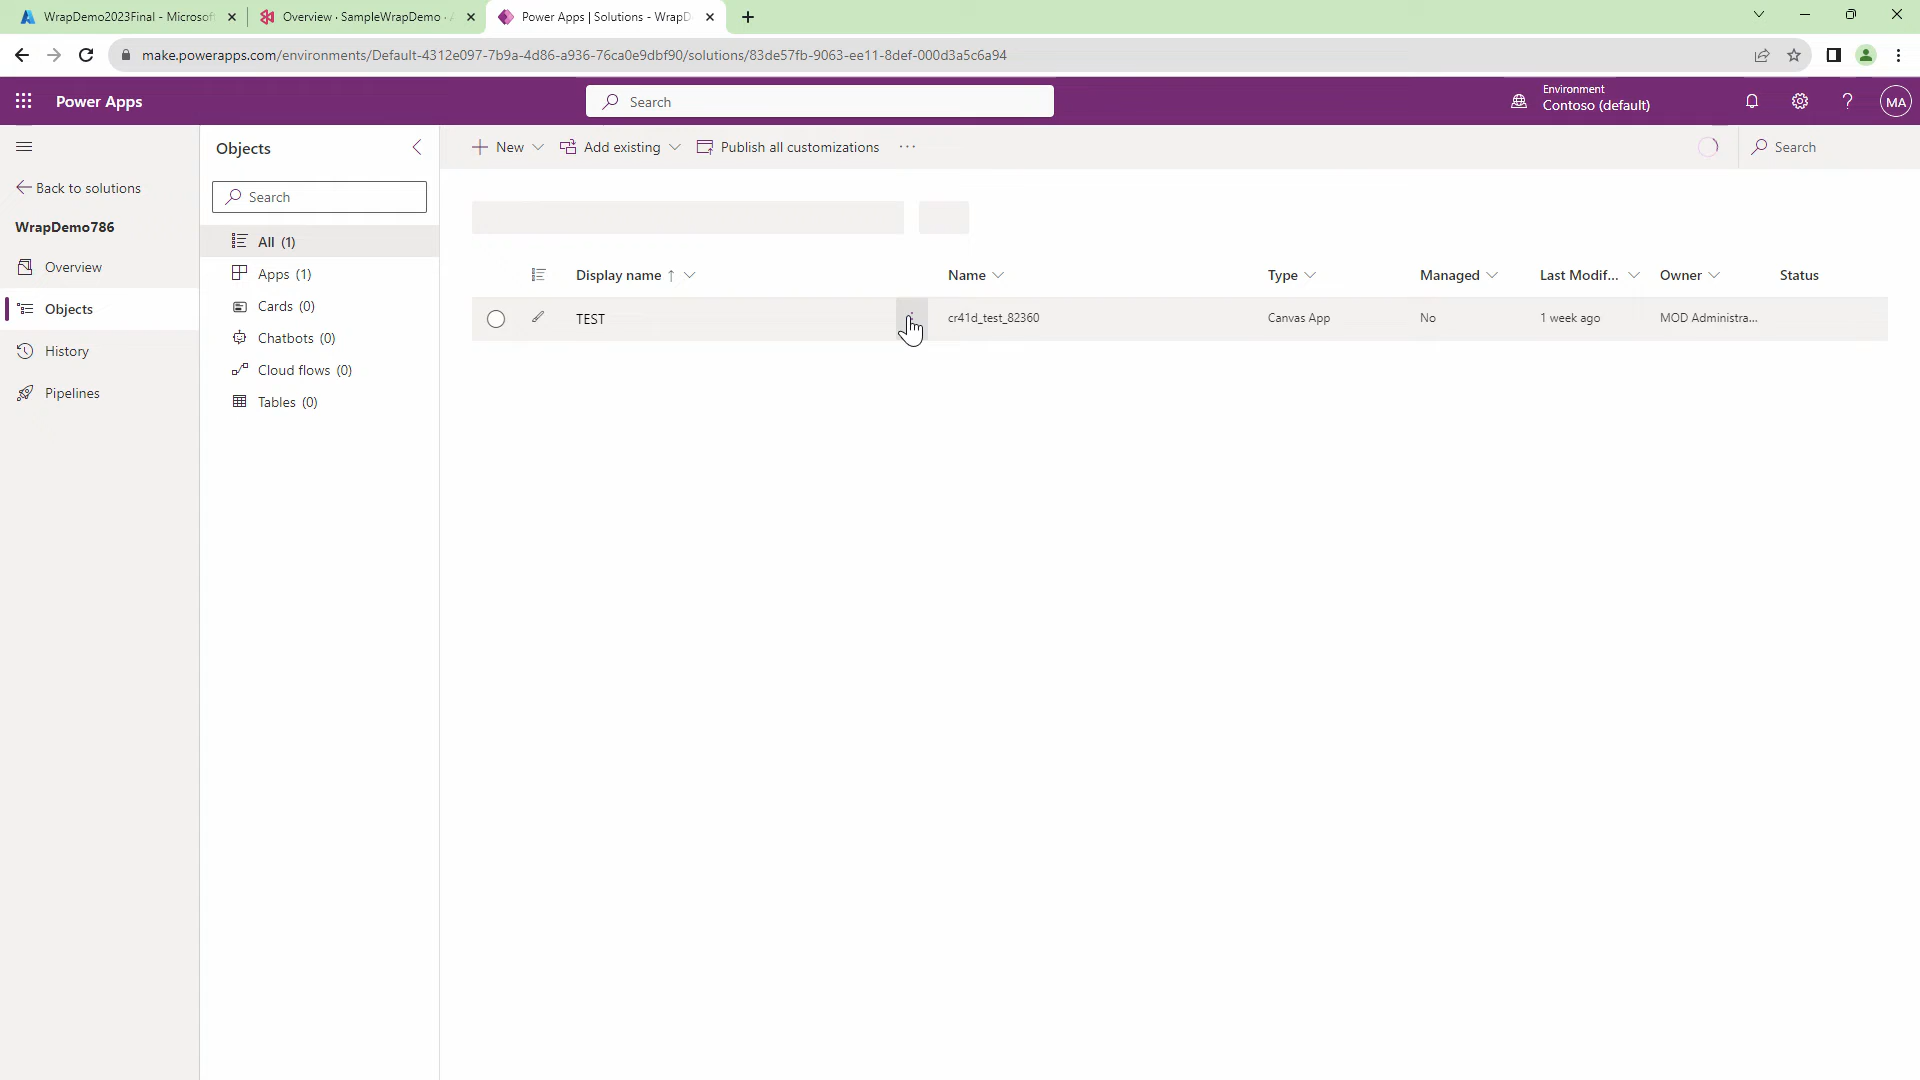 WrapDemo2023Final - Microsoft
Overview · SampleWrapDemo ·
Power Apps | Solutions - WrapD
make.powerapps.com/environments/Default-4312e097-7b9a-4d86-a936-76ca0e9dbf90/solutions/83de57fb-9063-ee11-8def-000d3a5c6a94
Power Apps
Search
Environment
Contoso (default)
MA
Objects
New
Add existing
Publish all customizations
Search
Back to solutions
Search
WrapDemo786
All (1)
Overview
Apps (1)
Display name
Name
Type
Managed
Last Modif...
Owner
Status
Objects
Cards (0)
TEST
cr41d_test_82360
Canvas App
No
1 week ago
MOD Administra...
Chatbots (0)
History
Cloud flows (0)
Pipelines
Tables (0)